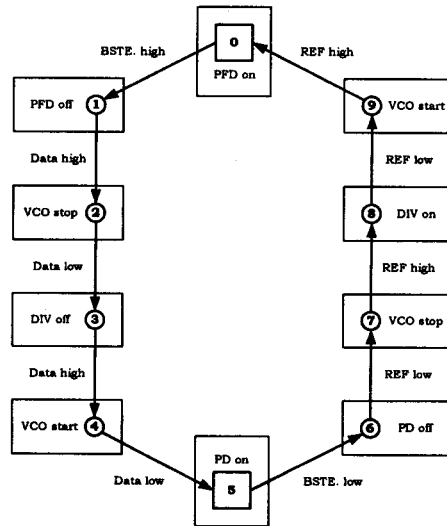 0
PFD on
BSTE. high
REF high
PFD off 1
9 VCO start
Data high
REF low
VCO stop 2
8 DIV on
Data low
REF high
DIV off 3
7 VCO stop
Data high
REF low
VCO start 4
6 PD off
PD on
5
Data low
BSTE. low